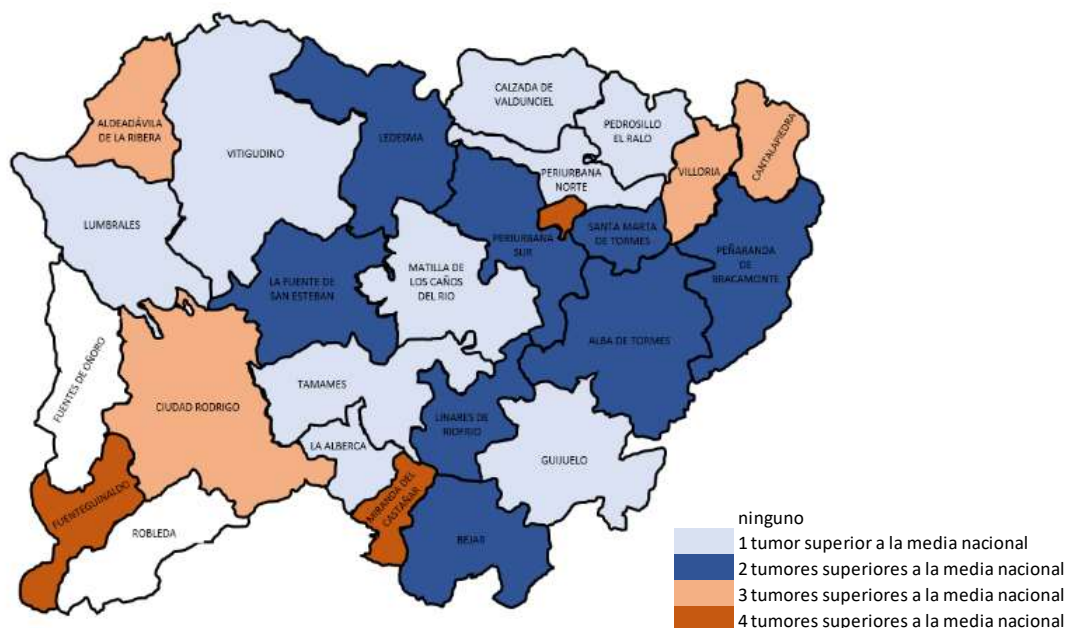 CALZADA DE
VALDUNCIEL
ALDEADÁVILA
DE LA RIBERA
VITIGUDINO
LEDESMA
PEDROSILLO
EL RALO
CANTALAPIEDRA
VILLORIA
PERIURBANA
NORTE
LUMBRALES
SANTA MARTA
DE TORMES
PERIURBANA
SUR
PEÑARANDA
DE
BRACAMONTE
MATILLA DE
LOS CAÑOS
DEL RIO
LA FUENTE DE
SAN ESTEBAN
ALBA DE TORMES
FUENTES DE OÑORO
TAMAMES
CIUDAD RODRIGO
LINARES DE
RIOFRIO
LA ALBERCA
GUIJUELO
FUENTEGUINALDO
MIRANDA DEL
CASTAÑAR
ROBLEDA
BEJAR
ninguno
1 tumor superior a la media nacional
2 tumores superiores a la media nacional
3 tumores superiores a la media nacional
4 tumores superiores a la media nacional